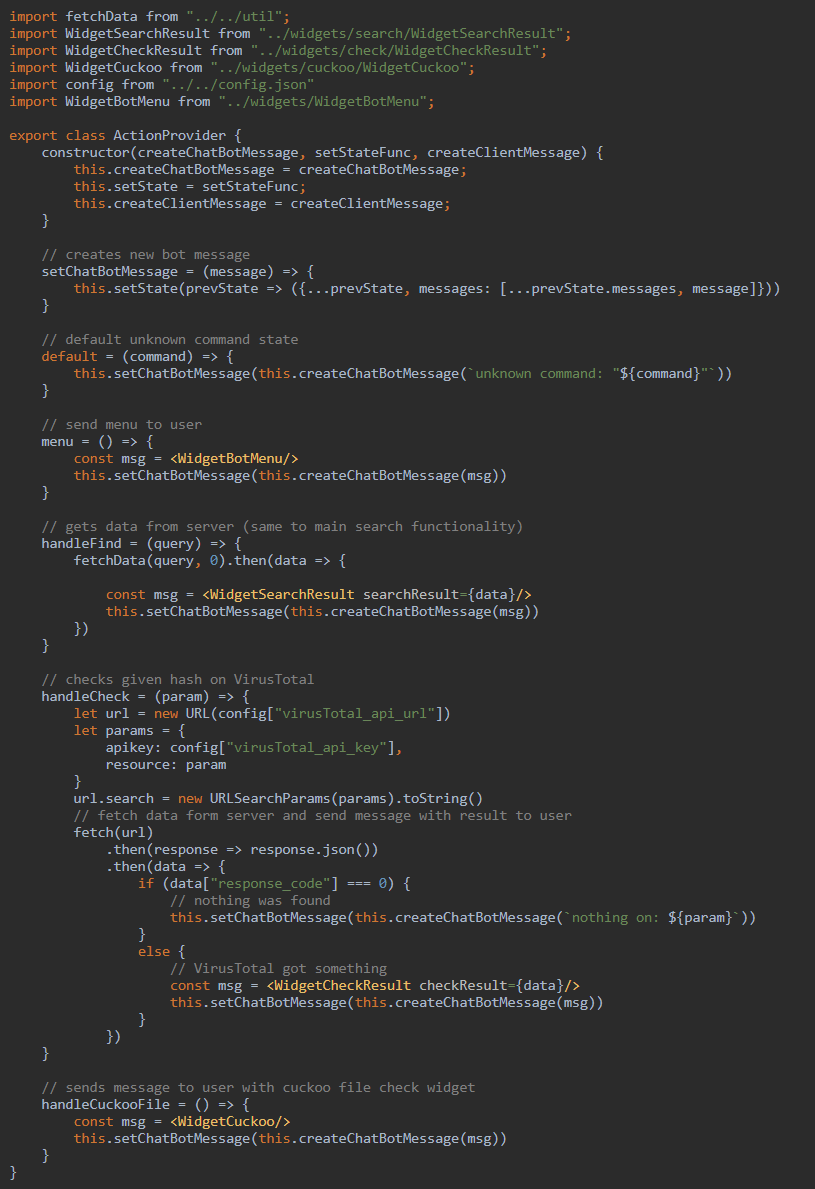 import fetchData from "../../util";
import WidgetSearchResult from "../widgets/search/WidgetSearchResult";
import WidgetCheckResult from "../widgets/check/WidgetCheckResult";
import WidgetCuckoo from "../widgets/cuckoo/WidgetCuckoo";
import config from "../../config.json"
import WidgetBotMenu from "../widgets/WidgetBotMenu";

export class ActionProvider {
    constructor(createChatBotMessage, setStateFunc, createClientMessage) {
        this.createChatBotMessage = createChatBotMessage;
        this.setState = setStateFunc;
        this.createClientMessage = createClientMessage;
    }

    // creates new bot message
    setChatBotMessage = (message) => {
        this.setState(prevState => ({...prevState, messages: [...prevState.messages, message]}))
    }

    // default unknown command state
    default = (command) => {
        this.setChatBotMessage(this.createChatBotMessage(`unknown command: "${command}"`))
    }

    // send menu to user
    menu = () => {
        const msg = <WidgetBotMenu/>
        this.setChatBotMessage(this.createChatBotMessage(msg))
    }

    // gets data from server (same to main search functionality)
    handleFind = (query) => {
        fetchData(query, 0).then(data => {

            const msg = <WidgetSearchResult searchResult={data}/>
            this.setChatBotMessage(this.createChatBotMessage(msg))
        })
    }

    // checks given hash on VirusTotal
    handleCheck = (param) => {
        let url = new URL(config["virusTotal_api_url"])
        let params = {
            apikey: config["virusTotal_api_key"],
            resource: param
        }
        url.search = new URLSearchParams(params).toString()
        // fetch data form server and send message with result to user
        fetch(url)
            .then(response => response.json())
            .then(data => {
                if (data["response_code"] === 0) {
                    // nothing was found
                    this.setChatBotMessage(this.createChatBotMessage(`nothing on: ${param}`))
                }
                else {
                    // VirusTotal got something
                    const msg = <WidgetCheckResult checkResult={data}/>
                    this.setChatBotMessage(this.createChatBotMessage(msg))
                }
            })
    }

    // sends message to user with cuckoo file check widget
    handleCuckooFile = () => {
        const msg = <WidgetCuckoo/>
        this.setChatBotMessage(this.createChatBotMessage(msg))
    }
}